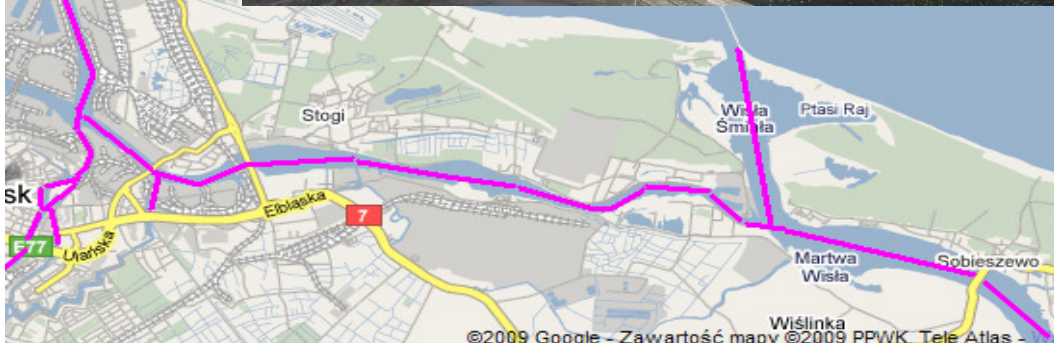 Stogi
Wisła
Śmiała
Ptasi Raj
sk
Elbląska
7
E77
Ułańska
Martwa
Wisła
Sobieszewo
Wiślinka
©2009 Google - Zawartość mapy ©2009 PPWK, Tele Atlas -